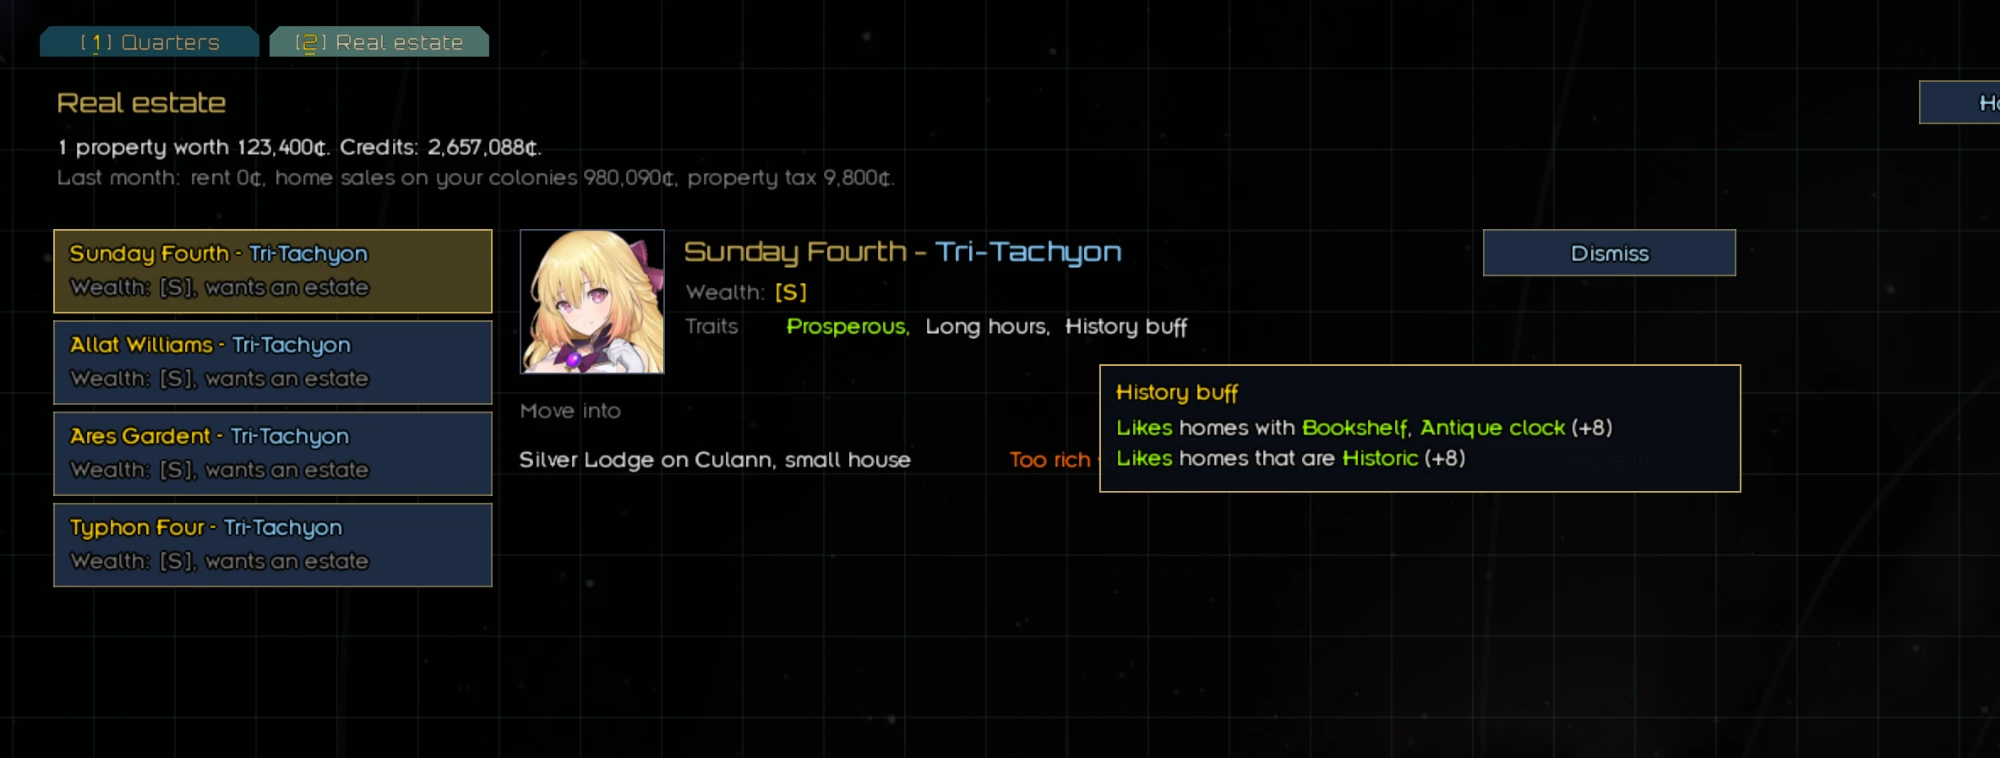 [1] Quarters
[2] Real estate
Real estate
Ho
1 property worth 123,400¢. Credits: 2,657,088¢.
Last month: rent 0¢, home sales on your colonies 980,090¢, property tax 9,800¢.
Sunday Fourth - Tri-Tachyon
Wealth: [S], wants an estate
Allat Williams - Tri-Tachyon
Wealth: [S], wants an estate
Ares Gardent - Tri-Tachyon
Wealth: [S], wants an estate
Typhon Four - Tri-Tachyon
Wealth: [S], wants an estate
Sunday Fourth - Tri-Tachyon
Dismiss
Wealth: [S]
Traits Prosperous, Long hours, History buff
Move into
Silver Lodge on Culann, small house Too rich
History buff
Likes homes with Bookshelf, Antique clock (+8)
Likes homes that are Historic (+8)